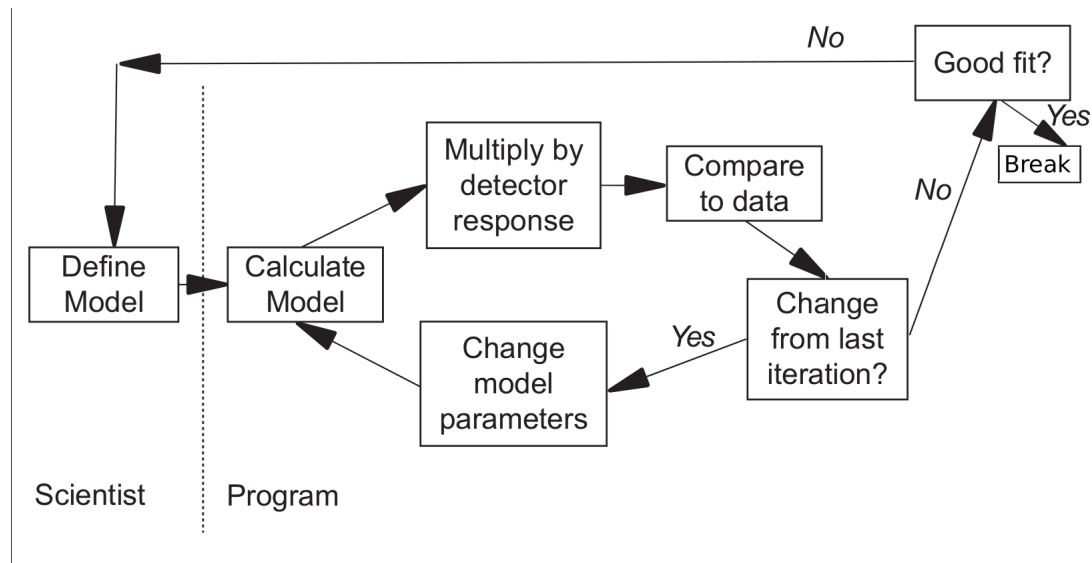 No
Good fit?
Yes
Break
Multiply by
detector
response
Compare
to data
No
Define
Model
Calculate
Model
Change
from last
iteration?
Yes
Change
model
parameters
Scientist
Program